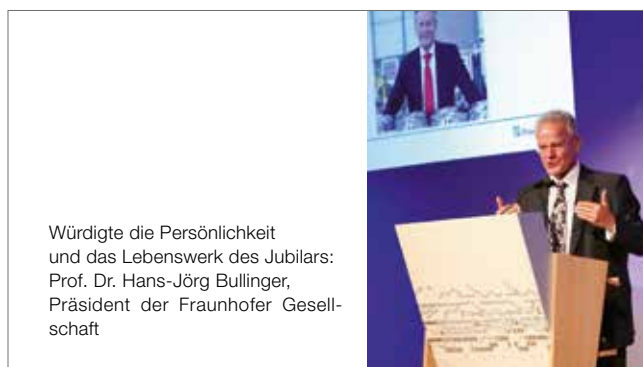 Würdigte die Persönlichkeit
und das Lebenswerk des Jubilars:
Prof. Dr. Hans-Jörg Bullinger,
Präsident der Fraunhofer Gesell-
schaft